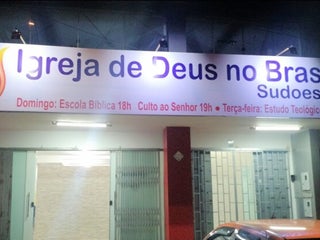 Igreja de Deus no Bras
Sudoes
Domingo: Escola Bíblica 18h Culto ao Senhor 19h ● Terça-feira: Estudo Teológic